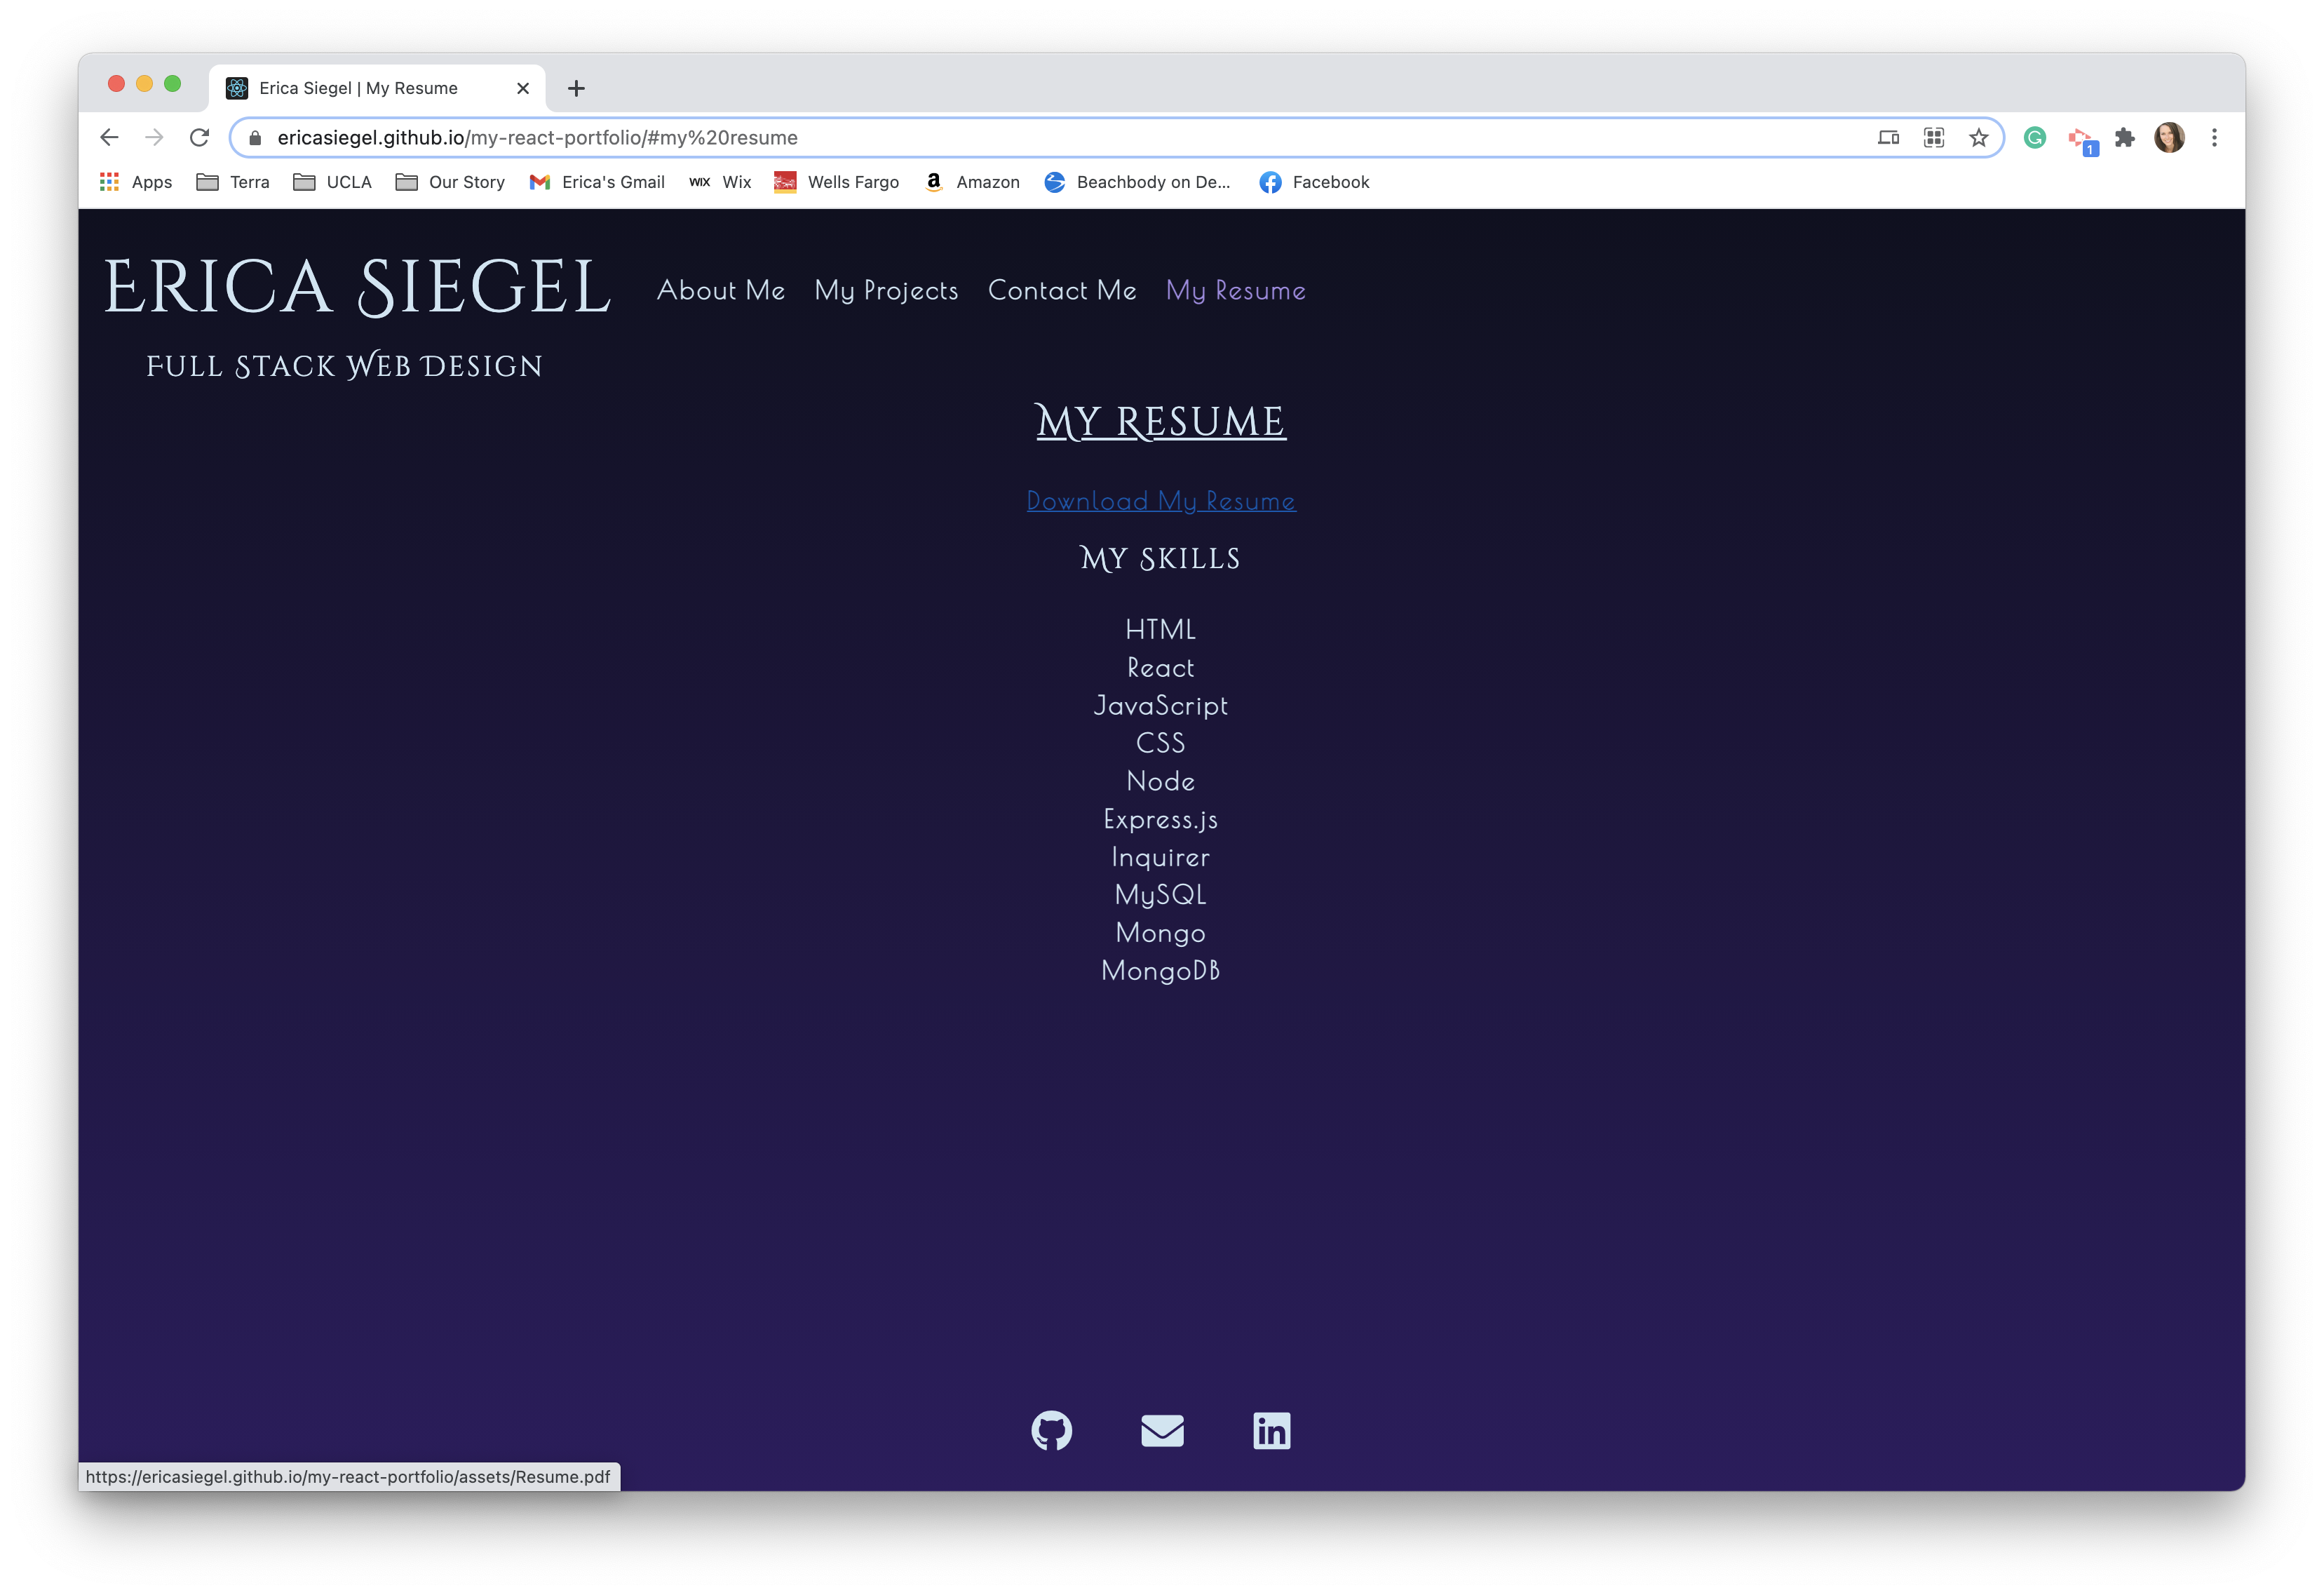 Erica Siegel | My Resume
ericasiegel.github.io/my-react-portfolio/#my%20resume
1
Apps Terra UCLA Our Story Erica's Gmail WIX Wix Wells Fargo a Amazon Beachbody on De... Facebook
ERICA SIEGEL About Me My Projects Contact Me My Resume
FULL STACK WEB DESIGN
MY RESUME
Download My Resume
MY SKILLS
HTML
React
JavaScript
CSS
Node
Express.js
Inquirer
MySQL
Mongo
MongoDB
in
https://ericasiegel.github.io/my-react-portfolio/assets/Resume.pdf